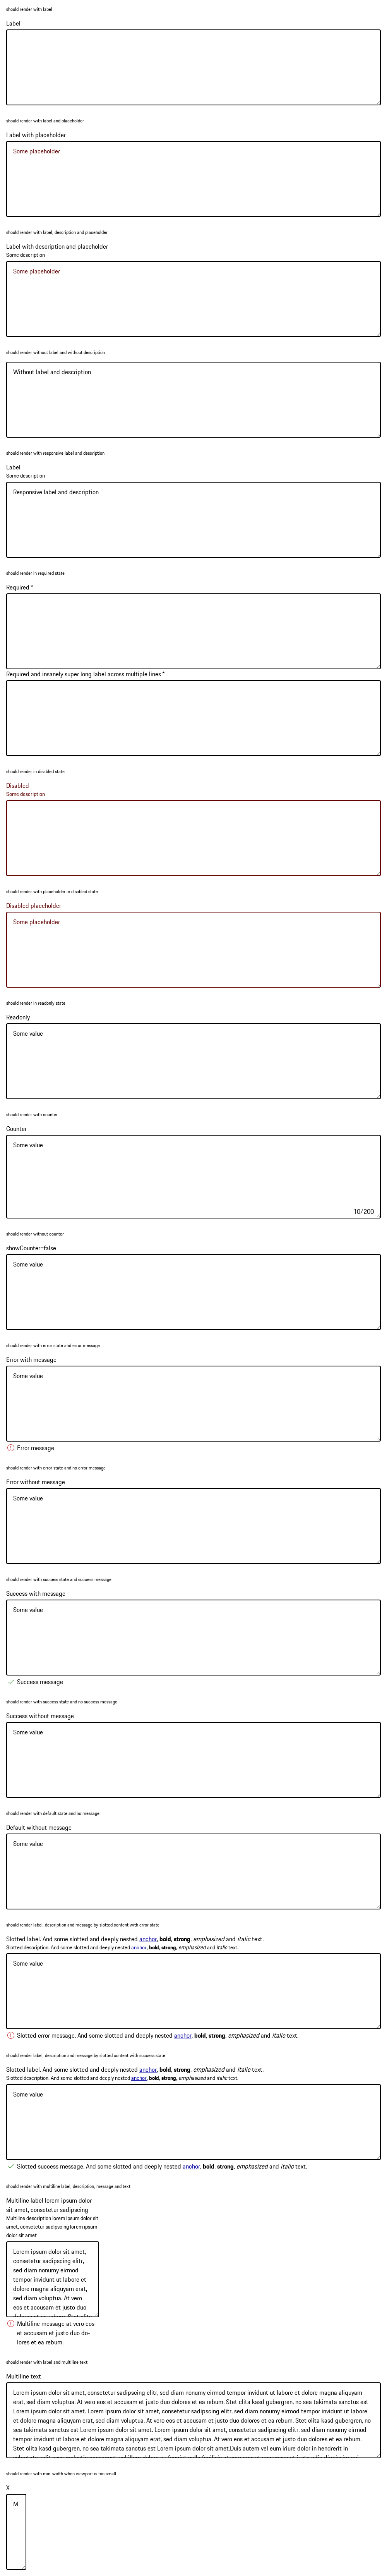 should render with label
Label
should render with label and placeholder
Label with placeholder
Some placeholder
should render with label, description and placeholder
Label with description and placeholder
Some description
Some placeholder
should render without label and without description
Without label and description
should render with responsive label and description
Label
Some description
Responsive label and description
should render in required state
Required *
Required and insanely super long label across multiple lines *
should render in disabled state
Disabled
Some description
should render with placeholder in disabled state
Disabled placeholder
Some placeholder
should render in readonly state
Readonly
Some value
should render with counter
Counter
Some value
10/200
should render without counter
showCounter=false
Some value
should render with error state and error message
Error with message
Some value
Error message
should render with error state and no error message
Error without message
Some value
should render with success state and success message
Success with message
Some value
Success message
should render with success state and no success message
Success without message
Some value
should render with default state and no message
Default without message
Some value
should render label, description and message by slotted content with error state
Slotted label. And some slotted and deeply nested anchor, bold, strong, emphasized and italic text.
Slotted description. And some slotted and deeply nested anchor, bold, strong, emphasized and italic text.
Some value
Slotted error message. And some slotted and deeply nested anchor, bold, strong, emphasized and italic text.
should render label, description and message by slotted content with success state
Slotted label. And some slotted and deeply nested anchor, bold, strong, emphasized and italic text.
Slotted description. And some slotted and deeply nested anchor, bold, strong, emphasized and italic text.
Some value
Slotted success message. And some slotted and deeply nested anchor, bold, strong, emphasized and italic text.
should render with multiline label, description, message and text
Multiline label lorem ipsum dolor
sit amet, consetetur sadipscing
Multiline description lorem ipsum dolor sit
amet, consetetur sadipscing lorem ipsum
dolor sit amet
Lorem ipsum dolor sit amet,
consetetur sadipscing elitr,
sed diam nonumy eirmod
tempor invidunt ut labore et
dolore magna aliquyam erat,
sed diam voluptua. At vero
eos et accusam et justo duo
dolores et ea rebum. Stet clita
Multiline message at vero eos
et accusam et justo duo do-
lores et ea rebum.
should render with label and multiline text
Multiline text
Lorem ipsum dolor sit amet, consetetur sadipscing elitr, sed diam nonumy eirmod tempor invidunt ut labore et dolore magna aliquyam
erat, sed diam voluptua. At vero eos et accusam et justo duo dolores et ea rebum. Stet clita kasd gubergren, no sea takimata sanctus est
Lorem ipsum dolor sit amet. Lorem ipsum dolor sit amet, consetetur sadipscing elitr, sed diam nonumy eirmod tempor invidunt ut labore
et dolore magna aliquyam erat, sed diam voluptua. At vero eos et accusam et justo duo dolores et ea rebum. Stet clita kasd gubergren, no
sea takimata sanctus est Lorem ipsum dolor sit amet. Lorem ipsum dolor sit amet, consetetur sadipscing elitr, sed diam nonumy eirmod
tempor invidunt ut labore et dolore magna aliquyam erat, sed diam voluptua. At vero eos et accusam et justo duo dolores et ea rebum.
Stet clita kasd gubergren, no sea takimata sanctus est Lorem ipsum dolor sit amet.Duis autem vel eum iriure dolor in hendrerit in
should render with min-width when viewport is too small
X
M